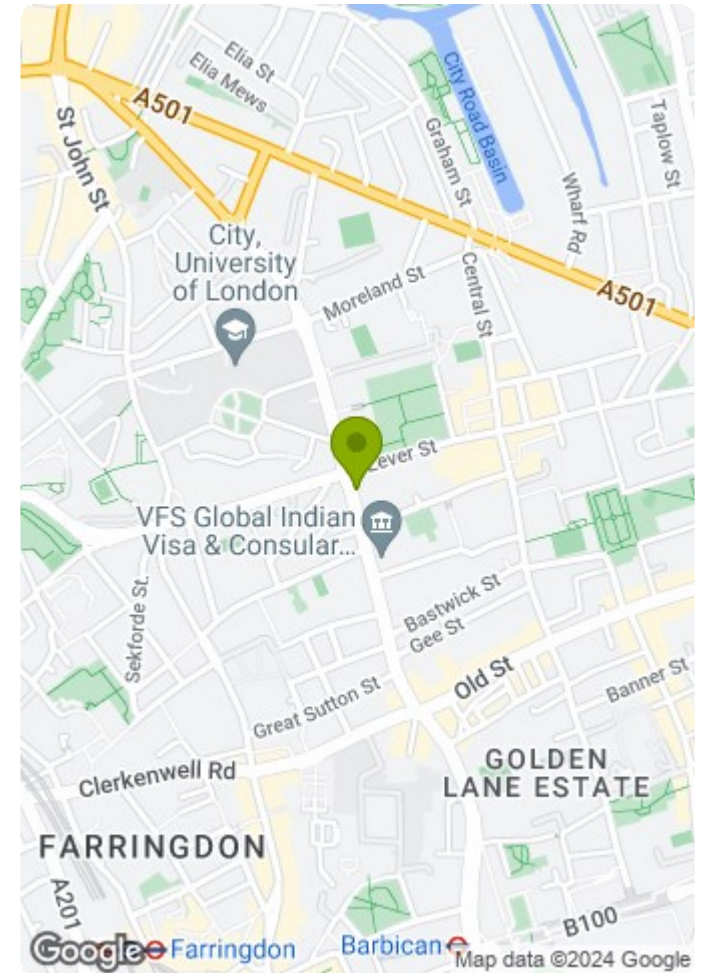 Elia St
Elia Mews
A501
St John St
City Road Basin
Graham St
Taplow St
Wharf Rd
City,
University
of London
Moreland St
Central St
A501
Lever St
VFS Global Indian
Visa & Consular...
Sekforde St.
Bastwick St
Gee St
Old St
Banner St
Great Sutton St
Clerkenwell Rd
GOLDEN
LANE ESTATE
FARRINGDON
A201
B100
Google
Farringdon
Barbican
Map data ©2024 Google